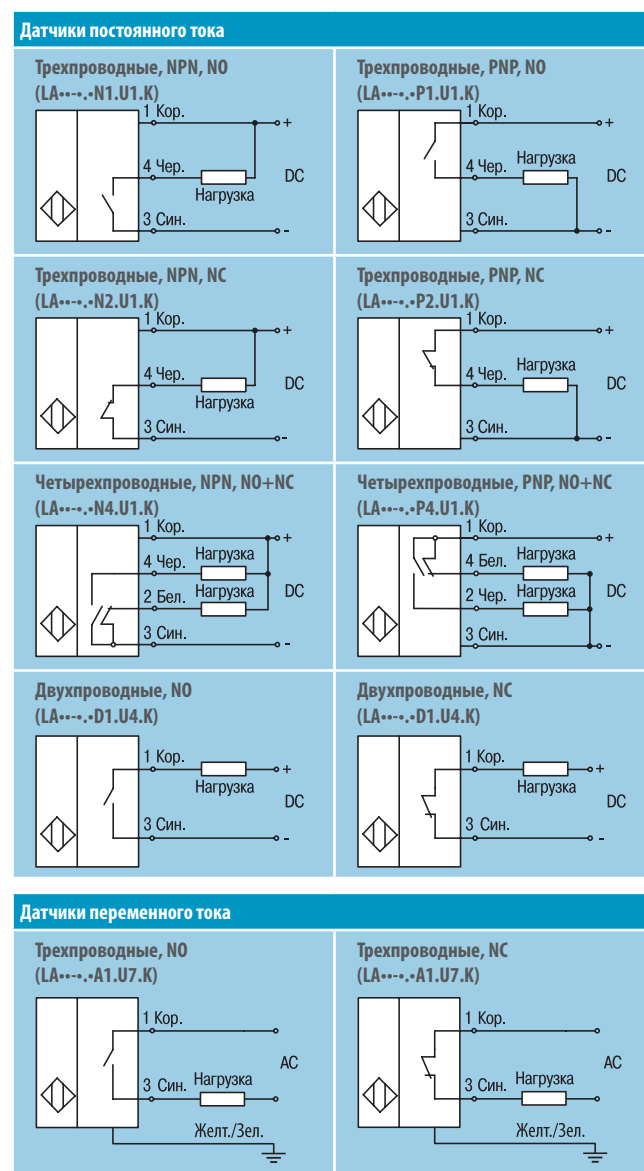 Датчики постоянного тока
Трехпроводные, NPN, NO
(LA••-•.•N1.U1.K)
1 Кор.
+
4 Чер.
Нагрузка
DC
3 Син.
-
Трехпроводные, PNP, NO
(LA••-•.•P1.U1.K)
1 Кор.
+
4 Чер.
Нагрузка
DC
3 Син.
-
Трехпроводные, NPN, NC
(LA••-•.•N2.U1.K)
1 Кор.
+
4 Чер.
Нагрузка
DC
3 Син.
-
Трехпроводные, PNP, NC
(LA••-•.•P2.U1.K)
1 Кор.
+
4 Чер.
Нагрузка
DC
3 Син.
-
Четырехпроводные, NPN, NO+NC
(LA••-•.•N4.U1.K)
1 Кор.
+
4 Чер.
Нагрузка
2 Бел.
Нагрузка
DC
3 Син.
-
Четырехпроводные, PNP, NO+NC
(LA••-•.•P4.U1.K)
1 Кор.
+
4 Бел.
Нагрузка
2 Чер.
Нагрузка
DC
3 Син.
-
Двухпроводные, NO
(LA••-•.•D1.U4.K)
1 Кор.
+
Нагрузка
DC
3 Син.
-
Двухпроводные, NC
(LA••-•.•D1.U4.K)
1 Кор.
+
Нагрузка
DC
3 Син.
-
Датчики переменного тока
Трехпроводные, NO
(LA••-•.•A1.U7.K)
1 Кор.
AC
3 Син.
Нагрузка
Желт./Зел.
Трехпроводные, NC
(LA••-•.•A1.U7.K)
1 Кор.
AC
3 Син.
Нагрузка
Желт./Зел.